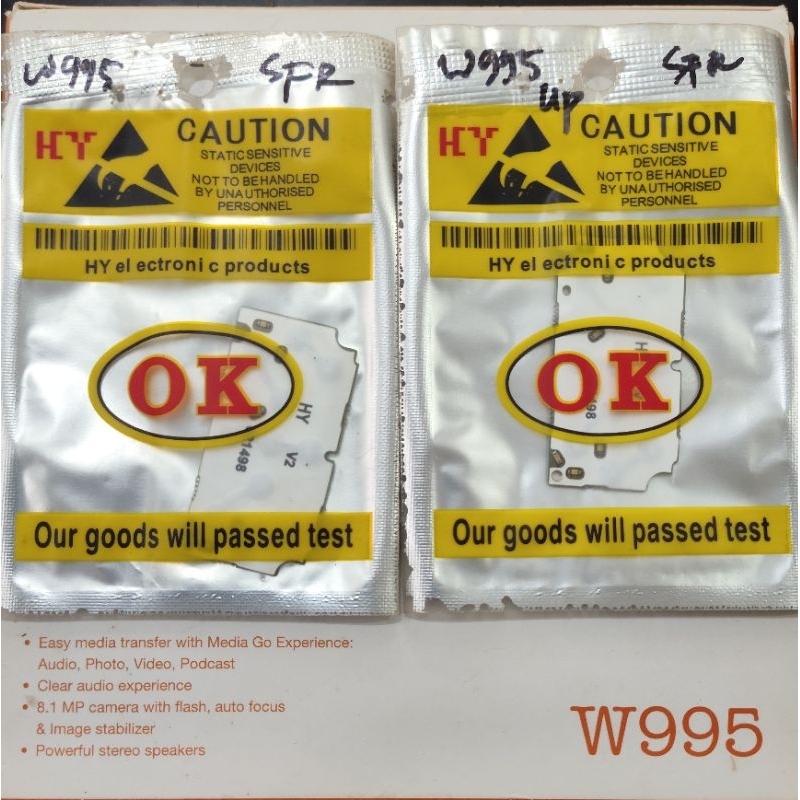 W995 SFR
HY
CAUTION
STATIC SENSITIVE
DEVICES
NOT TO BE HANDLED
BY UNAUTHORISED
PERSONNEL
HY el ectroni c products
OK
HY V2
1498
Our goods will passed test
W995 SFR
Up
HY
CAUTION
STATIC SENSITIVE
DEVICES
NOT TO BE HANDLED
BY UNAUTHORISED
PERSONNEL
HY el ectroni c products
OK
Our goods will passed test
• Easy media transfer with Media Go Experience:
Audio, Photo, Video, Podcast
• Clear audio experience
• 8.1 MP camera with flash, auto focus
& Image stabilizer
• Powerful stereo speakers
W995